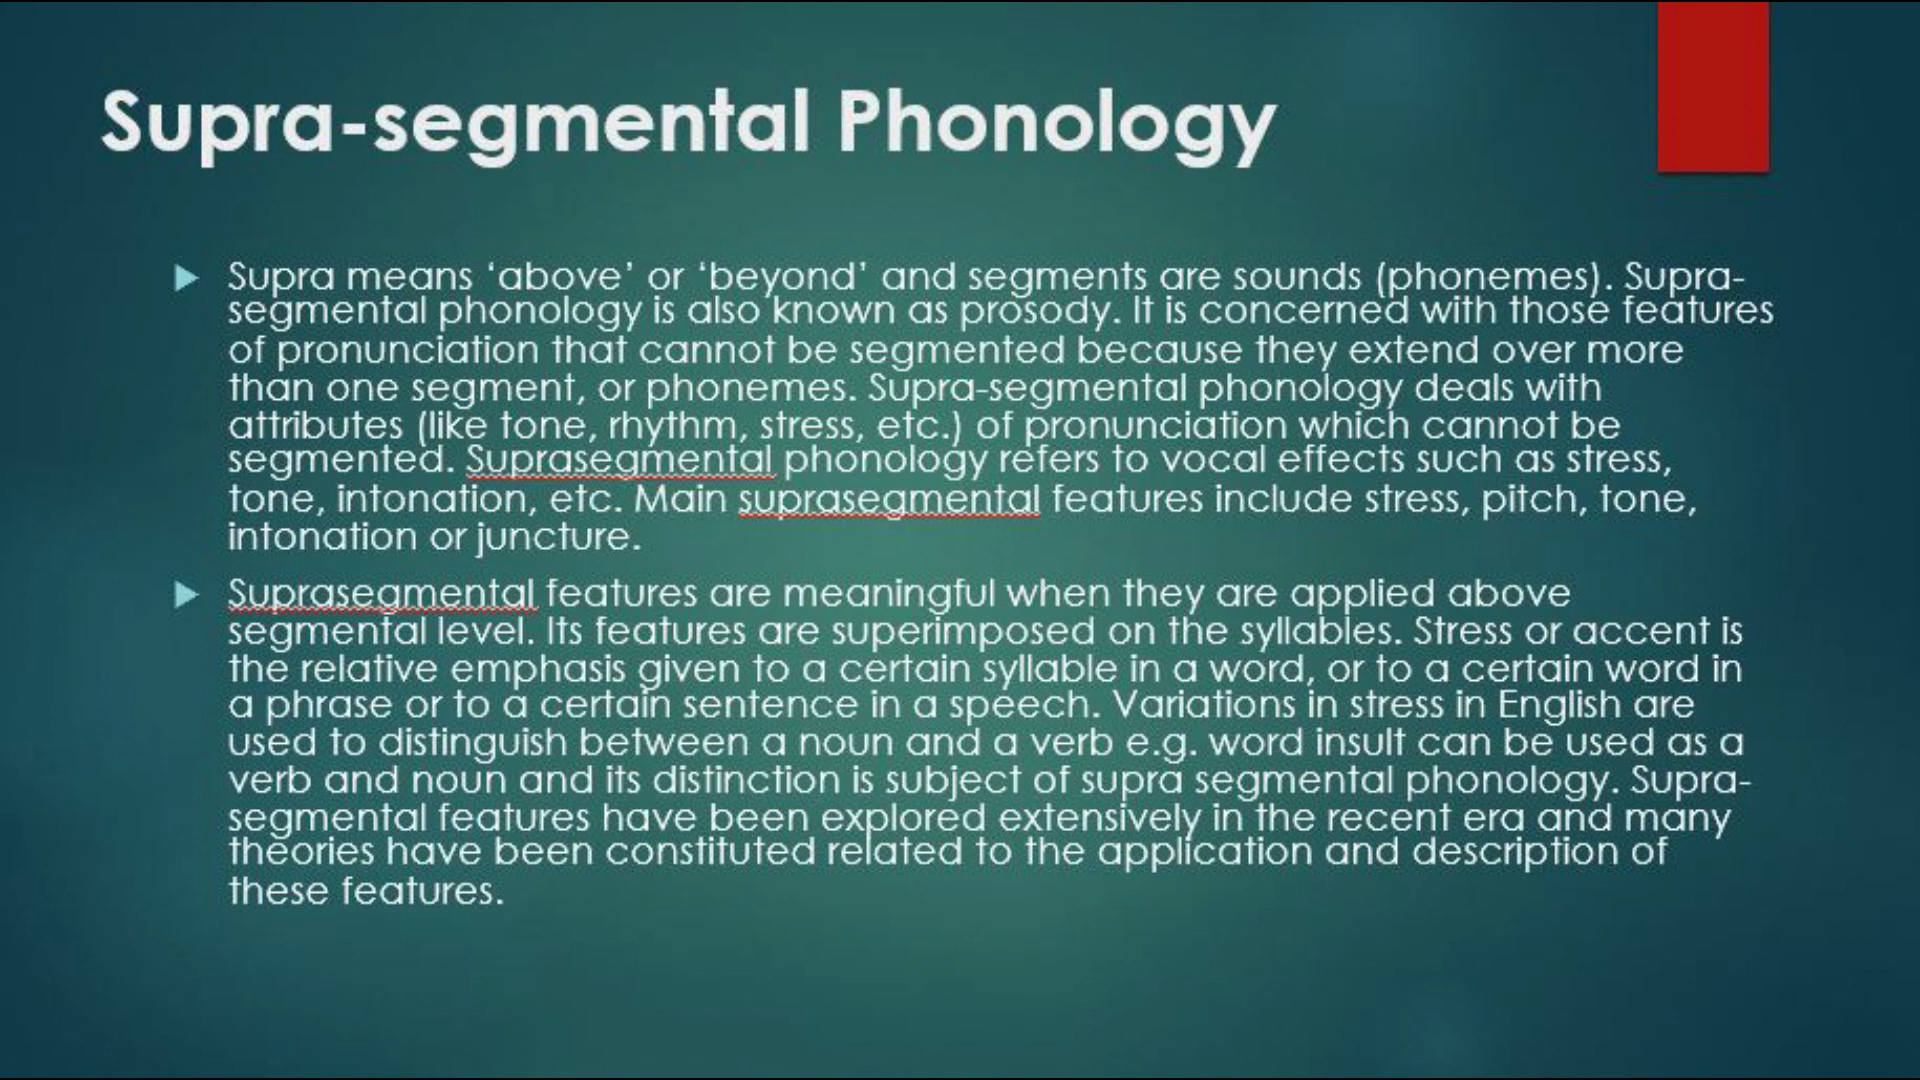 Supra-segmental Phonology
Supra means ‘above’ or ‘beyond’ and segments are sounds (phonemes). Supra-
segmental phonology is also known as prosody. It is concerned with those features
of pronunciation that cannot be segmented because they extend over more
than one segment, or phonemes. Supra-segmental phonology deals with
attributes (like tone, rhythm, stress, etc.) of pronunciation which cannot be
segmented. Suprasegmental phonology refers to vocal effects such as stress,
tone, intonation, etc. Main suprasegmental features include stress, pitch, tone,
intonation or juncture.
Suprasegmental features are meaningful when they are applied above
segmental level. Its features are superimposed on the syllables. Stress or accent is
the relative emphasis given to a certain syllable in a word, or to a certain word in
a phrase or to a certain sentence in a speech. Variations in stress in English are
used to distinguish between a noun and a verb e.g. word insult can be used as a
verb and noun and its distinction is subject of supra segmental phonology. Supra-
segmental features have been explored extensively in the recent era and many
theories have been constituted related to the application and description of
these features.